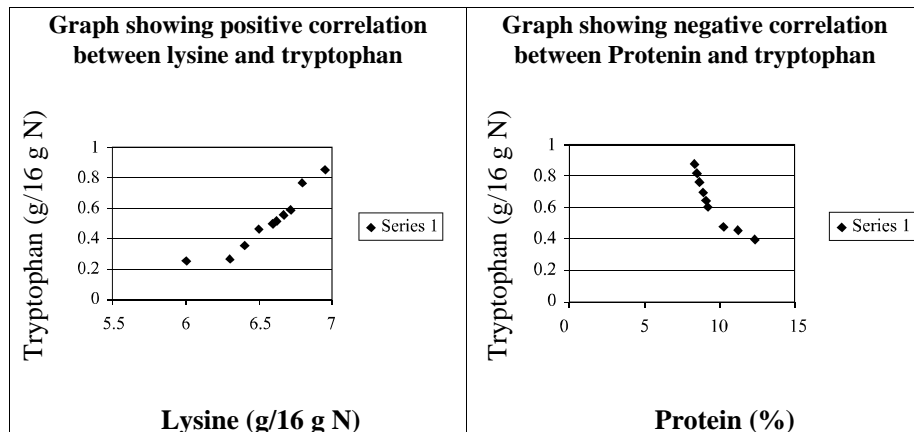 Graph showing positive correlation
between lysine and tryptophan
Tryptophan (g/16 g N)
1
0.8
0.6
0.4
0.2
0
5.5
6
6.5
7
Series 1
Lysine (g/16 g N)
Graph showing negative correlation
between Protenin and tryptophan
Tryptophan (g/16 g N)
1
0.8
0.6
0.4
0.2
0
0
5
10
15
Series 1
Protein (%)